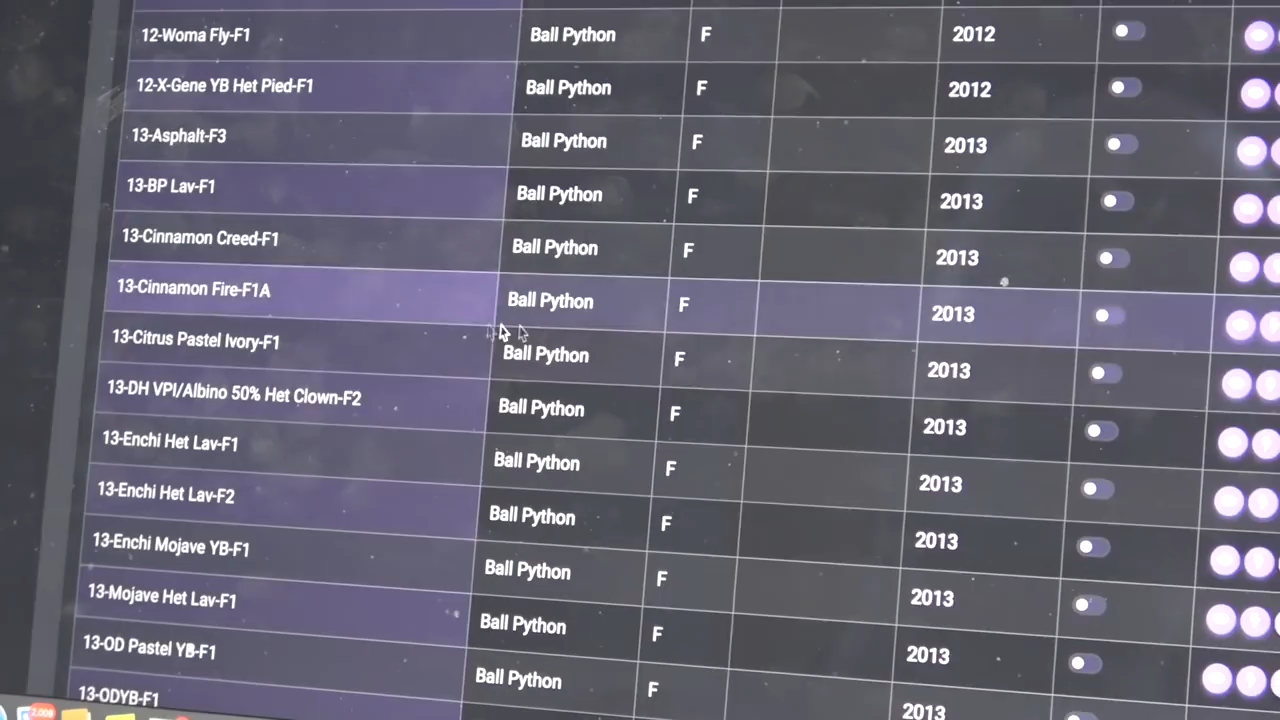 12-Woma Fly-F1 Ball Python F 2012
12-X-Gene YB Het Pied-F1 Ball Python F 2012
13-Asphalt-F3 Ball Python F 2013
13-BP Lav-F1 Ball Python F 2013
13-Cinnamon Creed-F1 Ball Python F 2013
13-Cinnamon Fire-F1A Ball Python F 2013
13-Citrus Pastel Ivory-F1 Ball Python F 2013
13-DH VPI/Albino 50% Het Clown-F2 Ball Python F 2013
13-Enchi Het Lav-F1 Ball Python F 2013
13-Enchi Het Lav-F2 Ball Python F 2013
13-Enchi Mojave YB-F1 Ball Python F 2013
13-Mojave Het Lav-F1 Ball Python F 2013
13-OD Pastel YB-F1 Ball Python F 2013
13-ODYB-F1
2,009